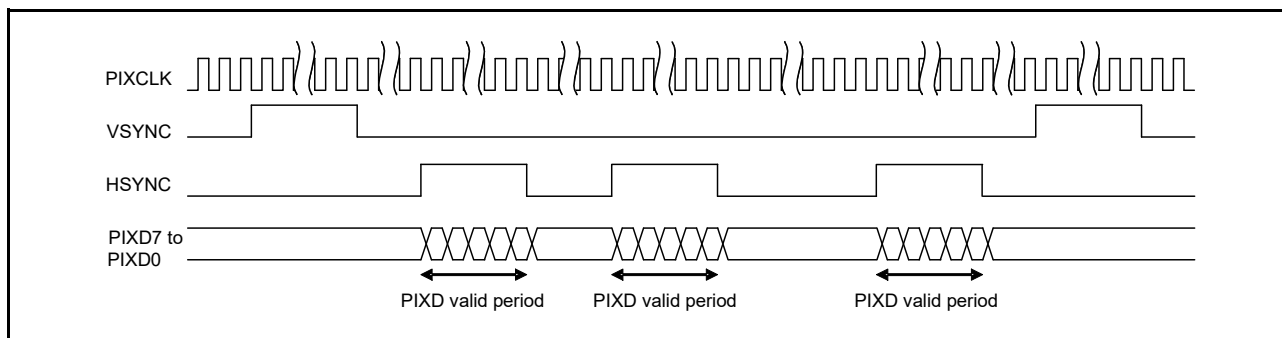 PIXCLK
VSYNC
HSYNC
PIXD7 to
PIXD0
PIXD valid period
PIXD valid period
PIXD valid period